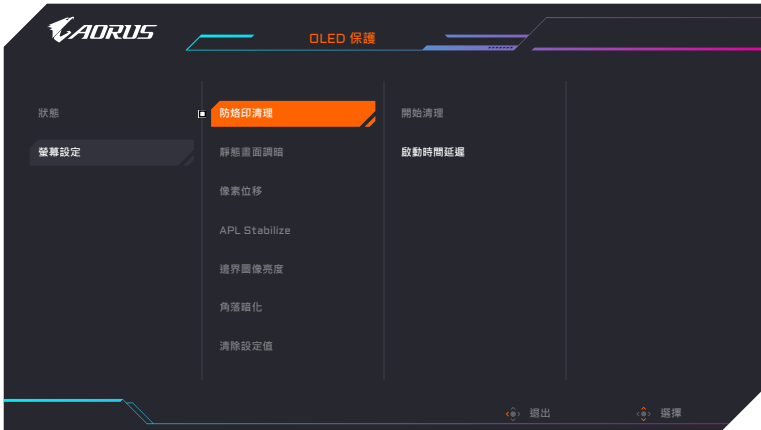 AORUS
OLED 保護
狀態
螢幕設定
防烙印清理
靜態畫面調暗
像素位移
APL Stabilize
邊界圖像亮度
角落暗化
清除設定值
開始清理
啟動時間延遲
退出
選擇